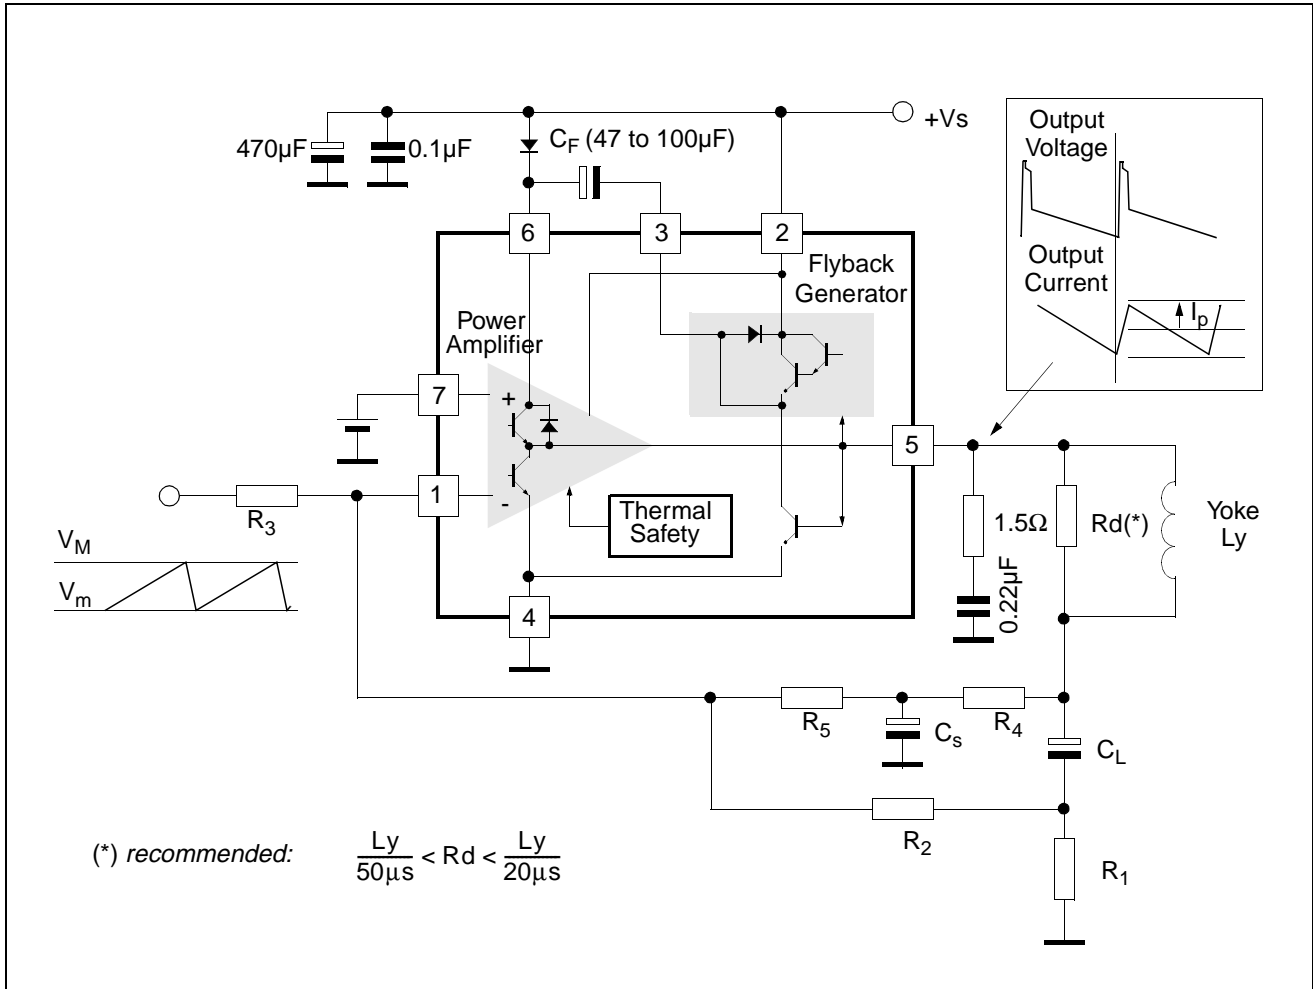 +Vs
C_F (47 to 100µF)
470µF
0.1µF
Output
Voltage
Output
Current
I_p
6
3
2
Flyback
Generator
Power
Amplifier
7
+
5
1
-
R_3
Thermal
Safety
1.5Ω
Rd(*)
Yoke
Ly
V_M
V_m
0.22µF
4
R_5
C_s
R_4
C_L
R_2
R_1
(*) recommended: Ly/50µs < Rd < Ly/20µs